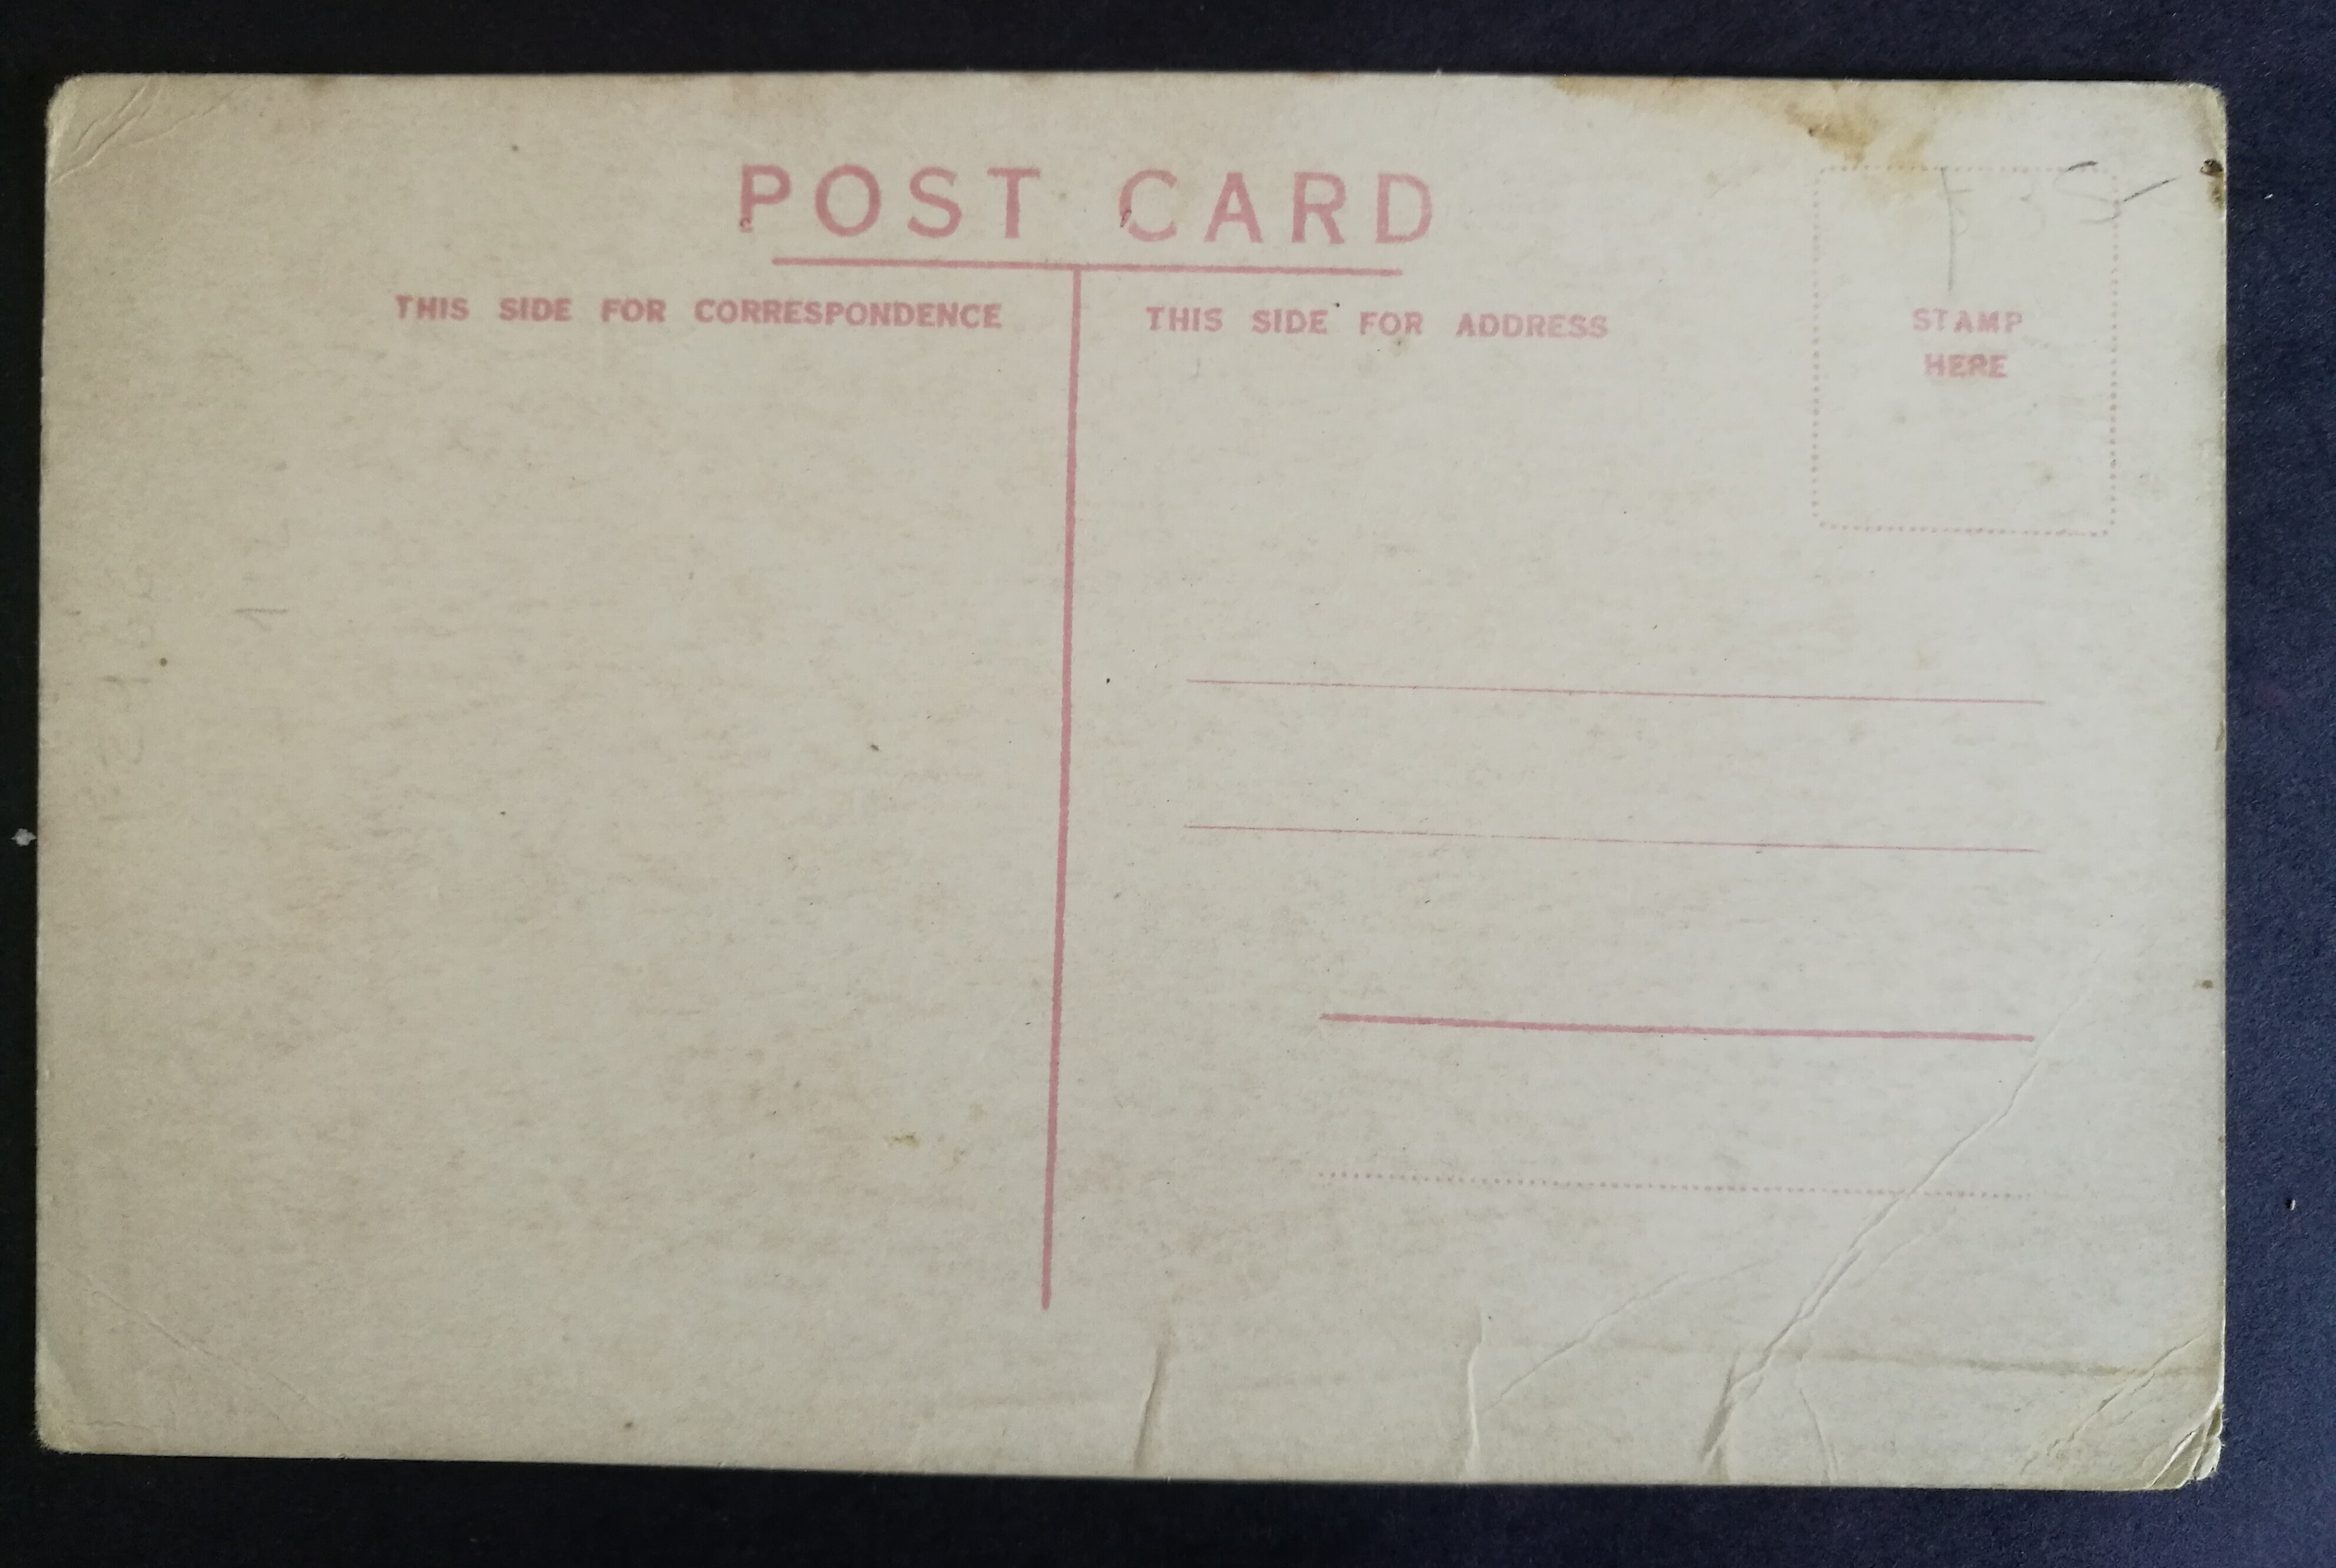 POST CARD
THIS SIDE FOR CORRESPONDENCE
THIS SIDE FOR ADDRESS
STAMP
HERE